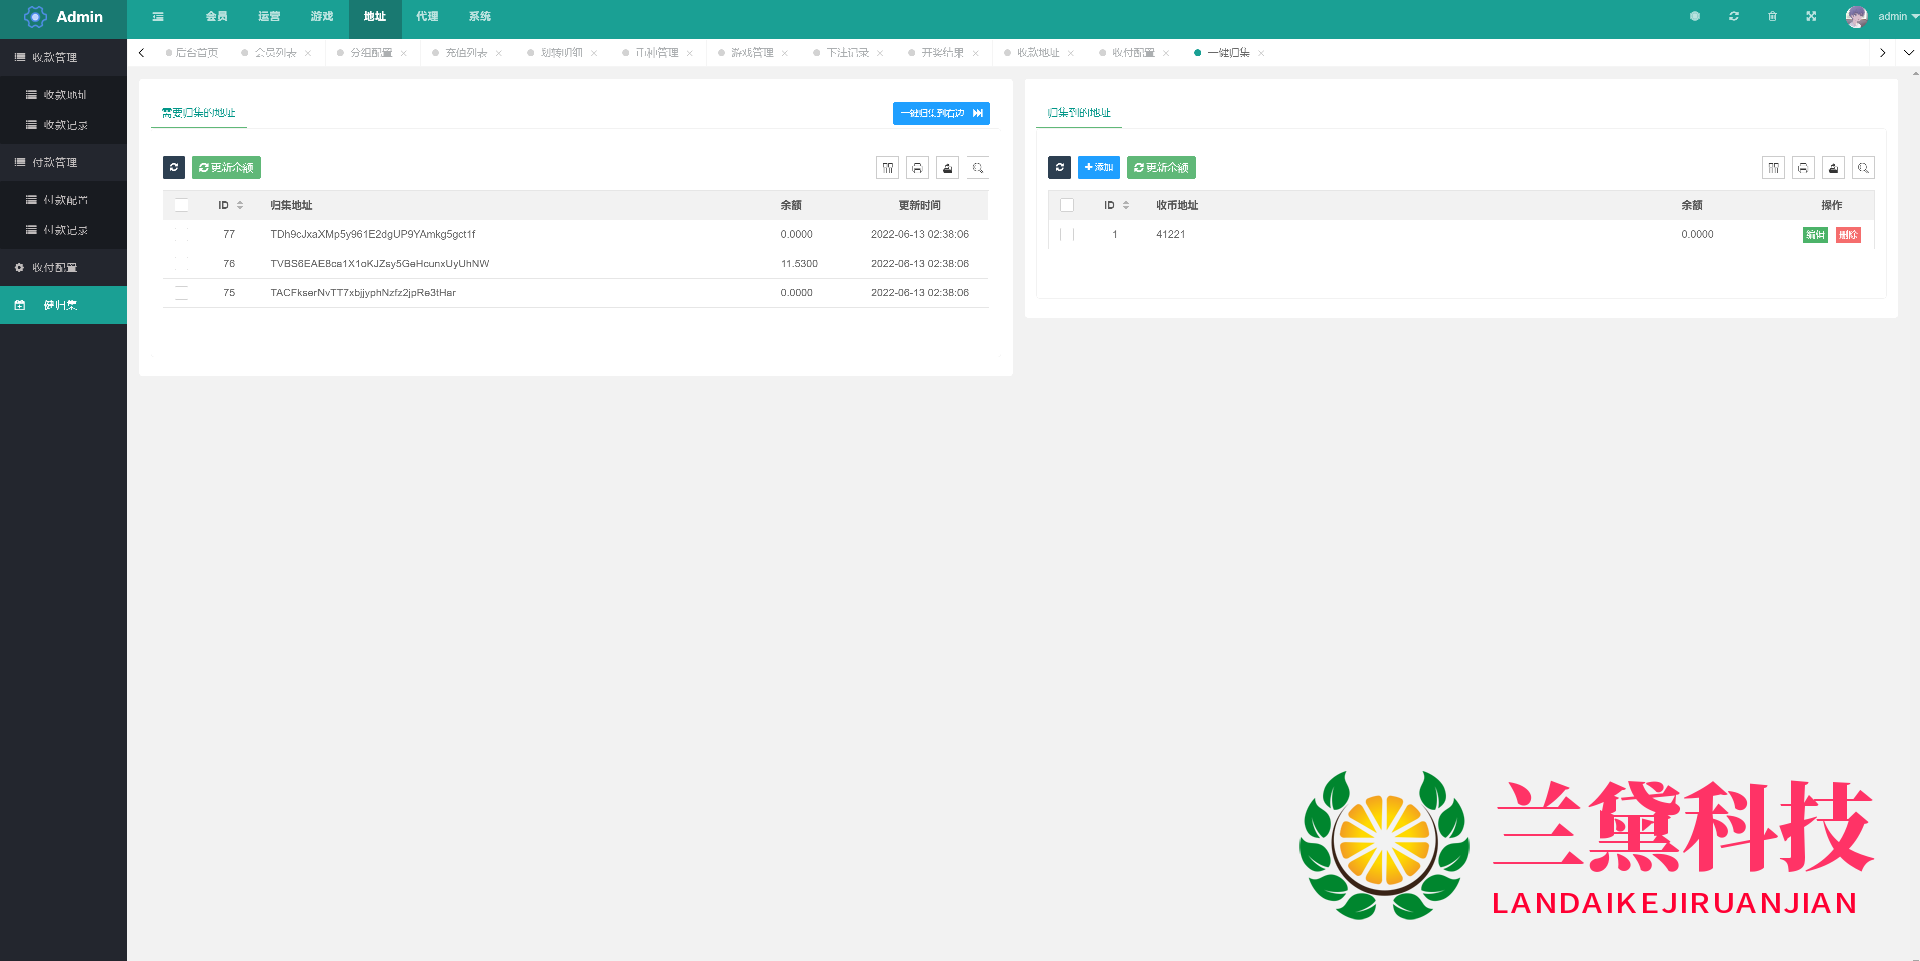 Admin
会员 运营 游戏 地址 代理 系统
admin
收款管理
收款地址
收款记录
付款管理
付款配置
付款记录
收付配置
一键归集
后台首页 会员列表 分组配置 充值列表 划转明细 币种管理 游戏管理 下注记录 开奖结果 收款地址 收付配置 一键归集
需要归集的地址
一键归集到右边
更新余额
ID 归集地址 余额 更新时间
77 TDh9cJxaXMp5y961E2dgUP9YAmkg5gct1f 0.0000 2022-06-13 02:38:06
76 TVBS6EAE8ca1X1oKJZsy5GeHcunxUyUhNW 11.5300 2022-06-13 02:38:06
75 TACFkserNvTT7xbjjyphNzfz2jpRe3tHar 0.0000 2022-06-13 02:38:06
归集到的地址
添加 更新余额
ID 收币地址 余额 操作
1 41221 0.0000 编辑 删除
兰黛科技
LANDAIKEJIRUANJIAN